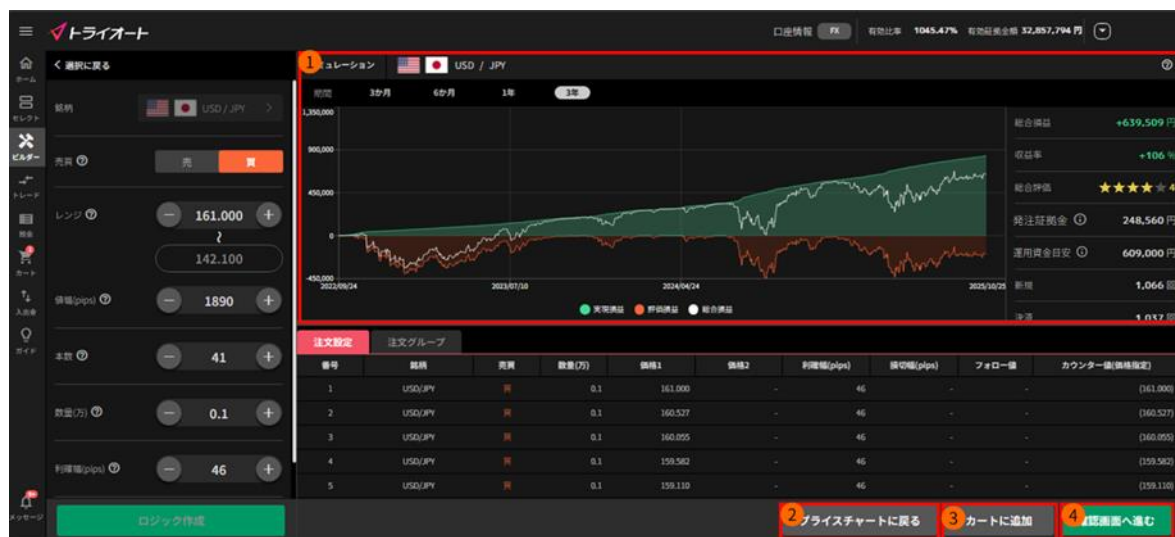 トライオート
口座情報 FX 有効比率 1045.47% 有効証拠金額 32,857,794 円
ホーム
セレクト
ビルダー
トレード
照会
カート
入出金
ガイド
メッセージ
く 選択に戻る
銘柄 USD / JPY
売買 売 買
レンジ 161.000
~
142.100
値幅(pips) 1890
本数 41
数量(万) 0.1
利確幅(pips) 46
ロジック作成
1 ュレーション USD / JPY
期間 3か月 6か月 1年 3年
1,350,000
900,000
450,000
0
-450,000
2022/09/24 2023/07/10 2024/04/24 2025/10/25
実現損益 評価損益 総合損益
総合損益 +639,509 円
収益率 +106 %
総合評価 ★★★★★ 4
発注証拠金 248,560 円
運用資金目安 609,000 円
新規 1,066 回
決済 1,037 回
注文設定 注文グループ
番号 銘柄 売買 数量(万) 価格1 価格2 利確幅(pips) 損切幅(pips) フォロー値 カウンター値(価格指定)
1 USD/JPY 買 0.1 161.000 - 46 - - (161.000)
2 USD/JPY 買 0.1 160.527 - 46 - - (160.527)
3 USD/JPY 買 0.1 160.055 - 46 - - (160.055)
4 USD/JPY 買 0.1 159.582 - 46 - - (159.582)
5 USD/JPY 買 0.1 159.110 - 46 - - (159.110)
2 プライスチャートに戻る 3 カートに追加 4 確認画面へ進む